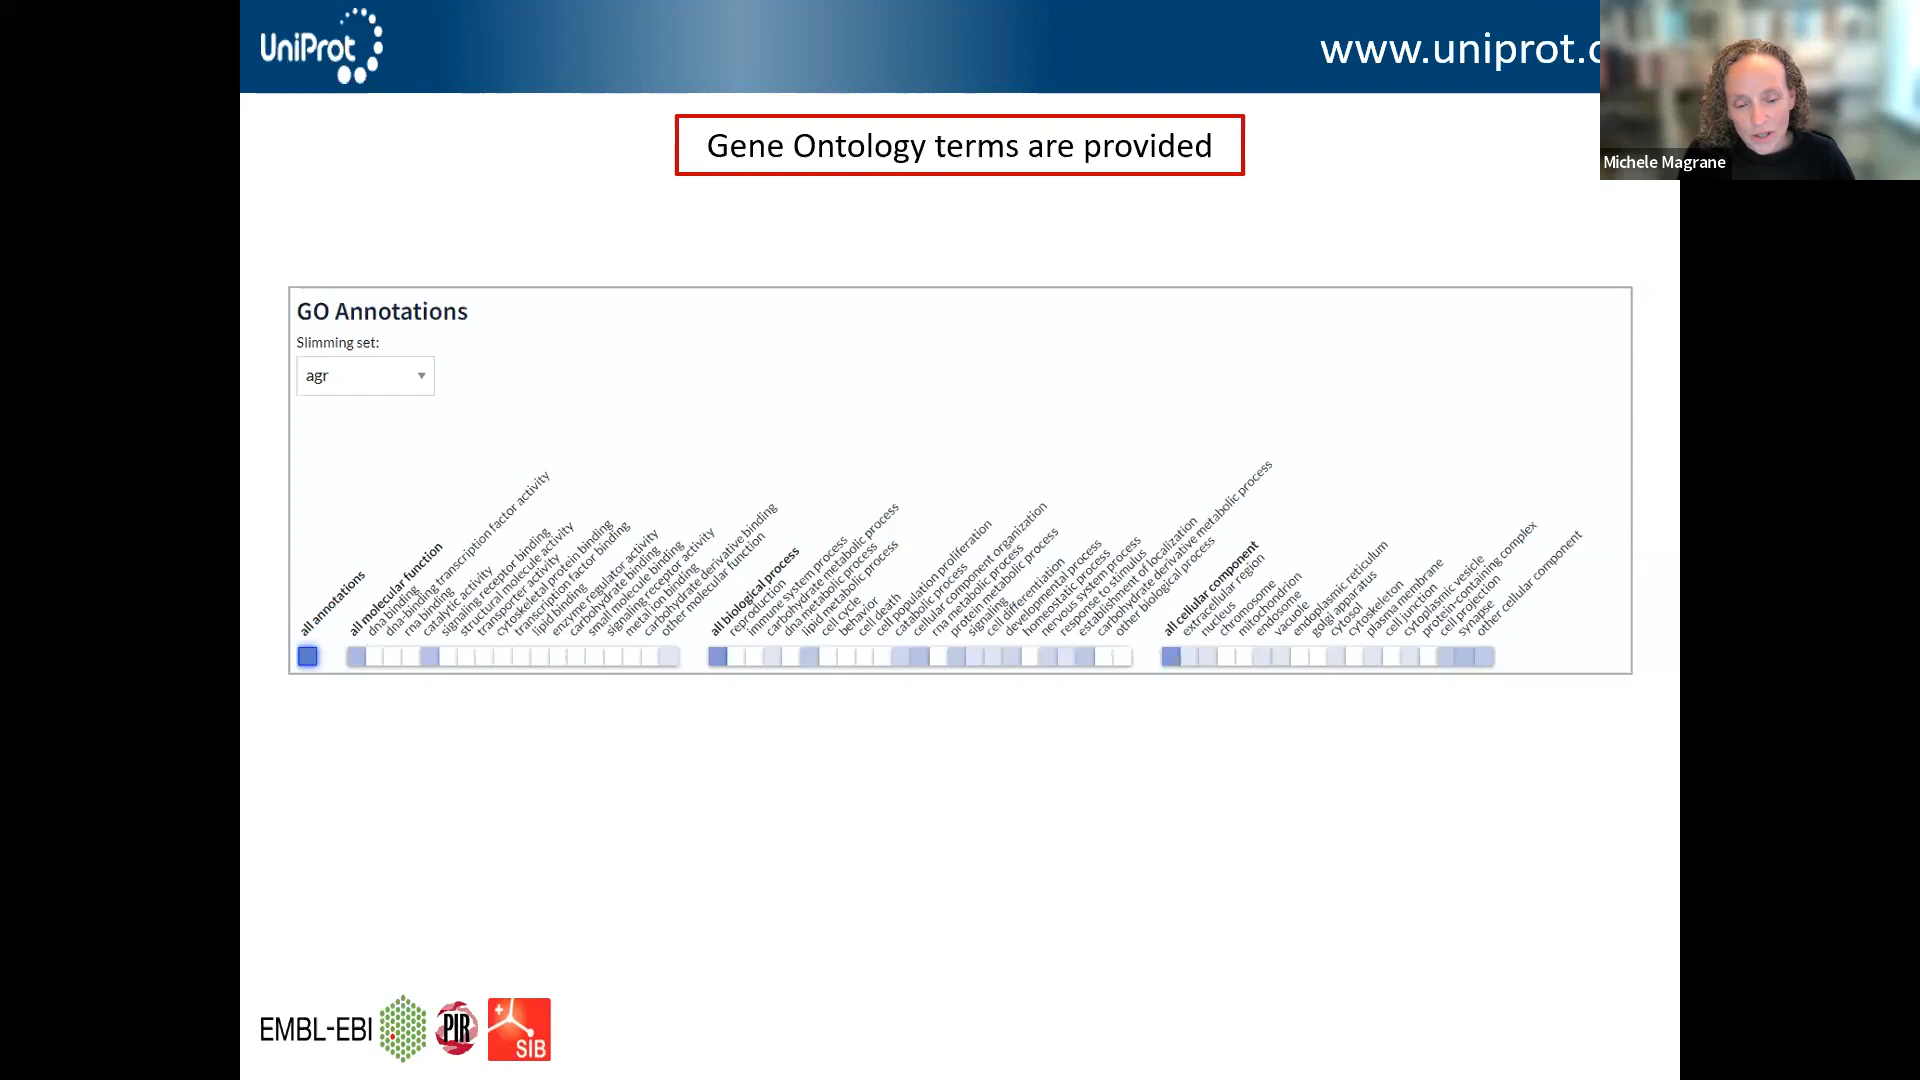 UniProt
www.uniprot.
Michele Magrane
Gene Ontology terms are provided
GO Annotations
Slimming set:
agr
all annotations
all molecular function
dna binding
dna-binding transcription factor activity
rna binding
catalytic activity
signaling receptor binding
structural molecule activity
transporter activity
cytoskeletal protein binding
transcription factor binding
lipid binding
enzyme regulator activity
carbohydrate binding
small molecule binding
signaling receptor activity
metal ion binding
carbohydrate derivative binding
other molecular function
all biological process
reproduction
immune system process
carbohydrate metabolic process
dna metabolic process
lipid metabolic process
cell cycle
behavior
cell death
cell population proliferation
catabolic process
cellular component organization
rna metabolic process
protein metabolic process
signaling
cell differentiation
developmental process
homeostatic process
nervous system process
response to stimulus
establishment of localization
carbohydrate derivative metabolic process
other biological process
all cellular component
extracellular region
nucleus
chromosome
mitochondrion
endosome
vacuole
endoplasmic reticulum
golgi apparatus
cytosol
cytoskeleton
plasma membrane
cell junction
cytoplasmic vesicle
protein-containing complex
cell projection
synapse
other cellular component
EMBL-EBI
PIR
SIB